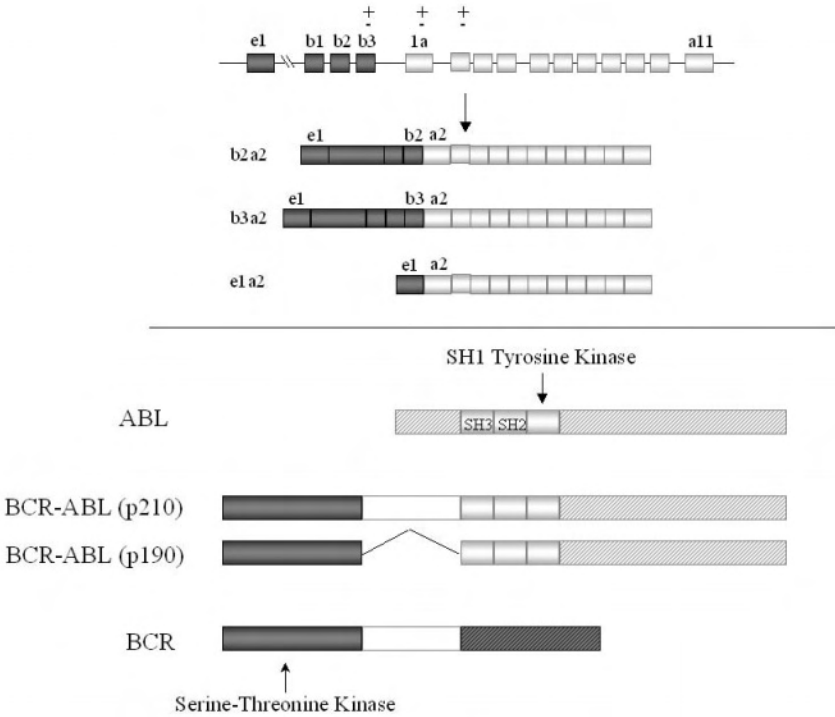 + + +
- - -
e1 b1 b2 b3 1a a11
e1 b2 a2
b2a2
e1 b3 a2
b3a2
e1 a2
e1a2
SH1 Tyrosine Kinase
ABL SH3 SH2
BCR-ABL (p210)
BCR-ABL (p190)
BCR
Serine-Threonine Kinase